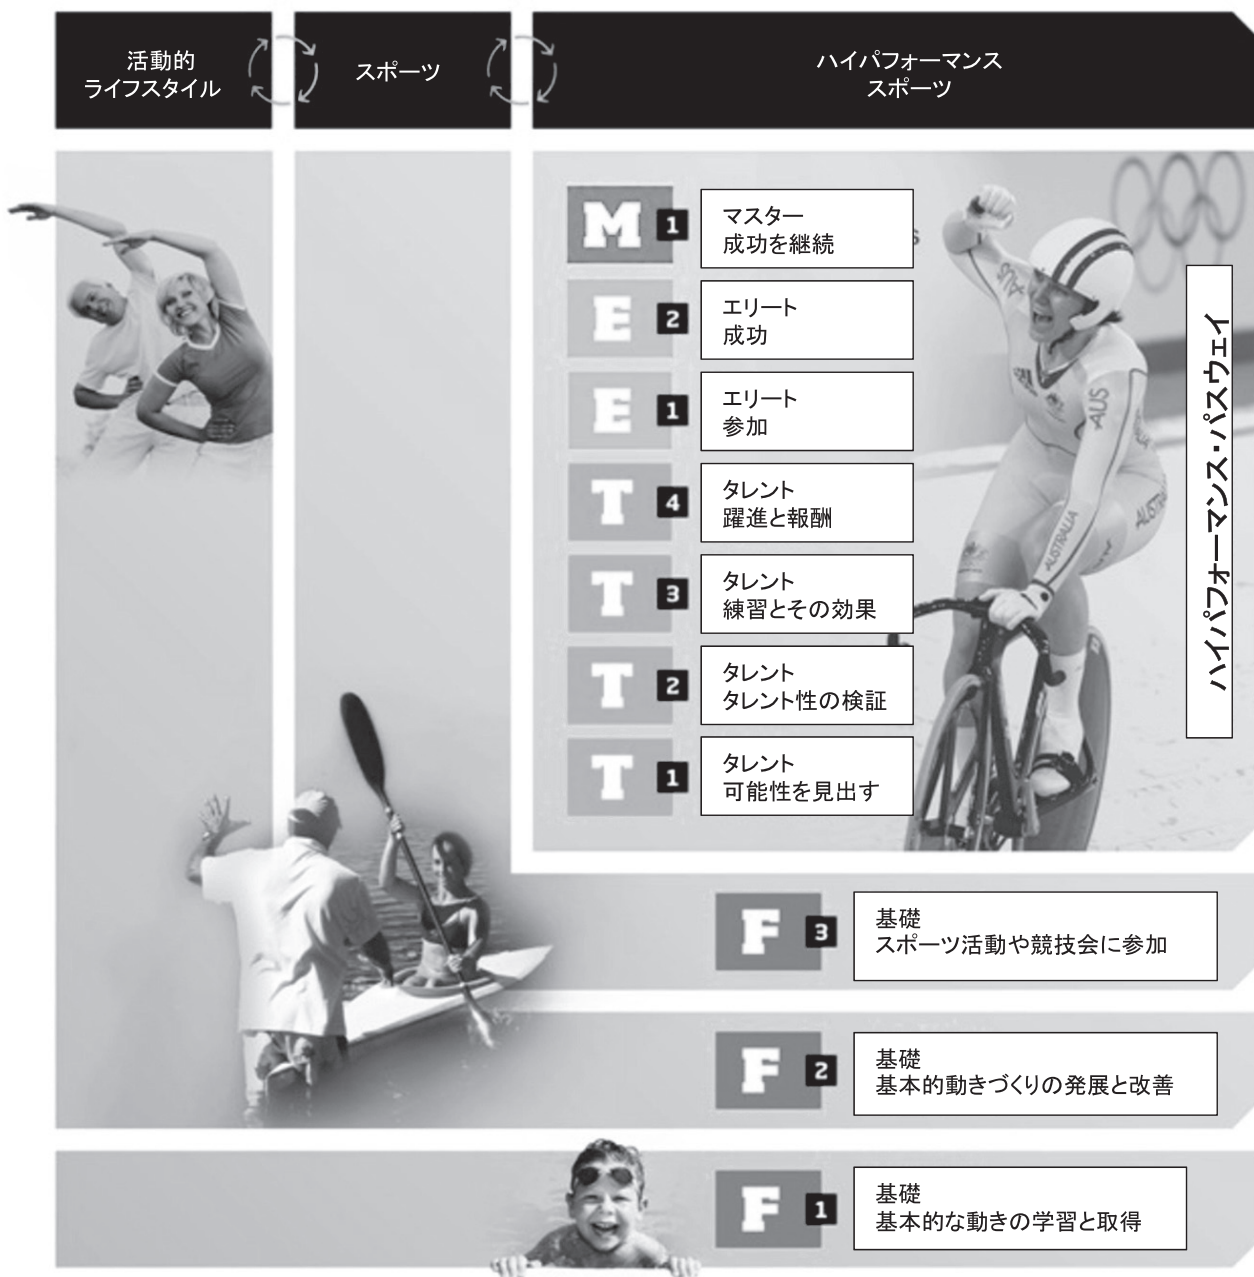 活動的
ライフスタイル
スポーツ
ハイパフォーマンス
スポーツ
M 1
マスター
成功を継続
s
E 2
エリート
成功
E 1
エリート
参加
T 4
タレント
躍進と報酬
T 3
タレント
練習とその効果
T 2
タレント
タレント性の検証
T 1
タレント
可能性を見出す
ハイパフォーマンス・パスウェイ
AUS
AUS
AUSTRALIA
AUSTRALIA
F 3
基礎
スポーツ活動や競技会に参加
F 2
基礎
基本的動きづくりの発展と改善
F 1
基礎
基本的な動きの学習と取得